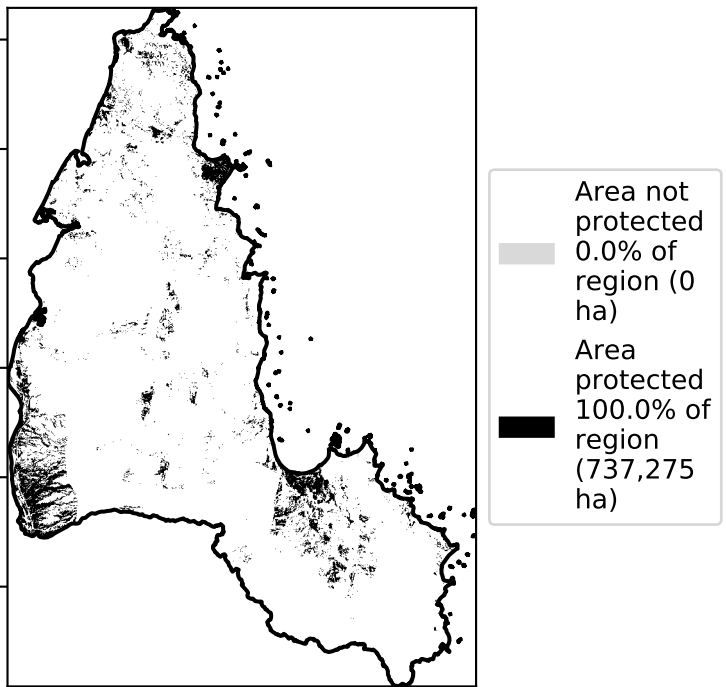 Area not
protected
0.0% of
region (0
ha)
Area
protected
100.0% of
region
(737,275
ha)